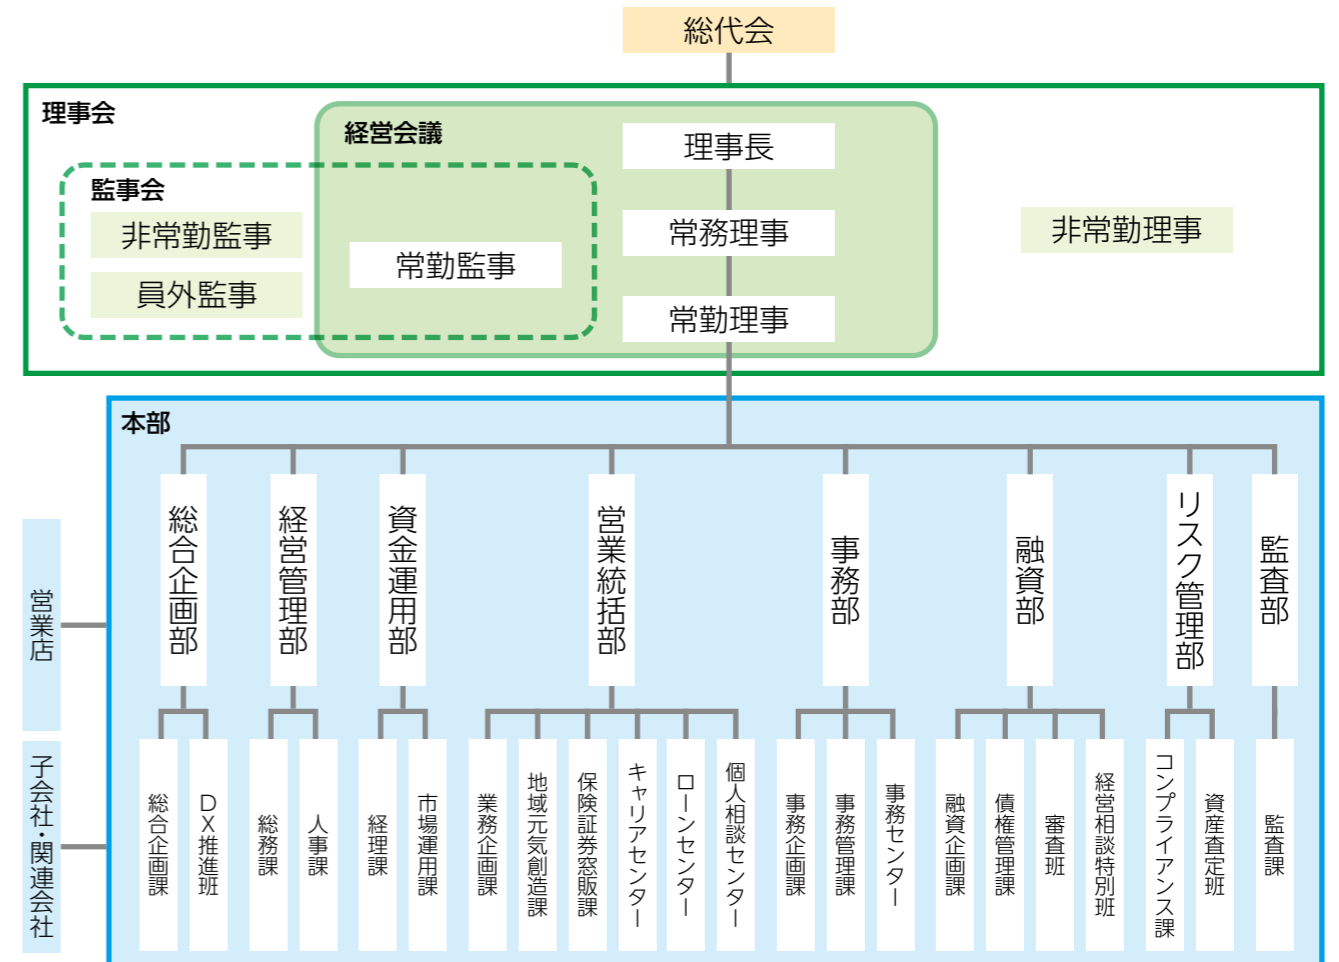 総代会
理事会
経営会議
理事長
監事会
非常勤監事
常務理事
非常勤理事
常勤監事
員外監事
常勤理事
本部
営業店
子会社・関連会社
総合企画部
経営管理部
資金運用部
営業統括部
事務部
融資部
リスク管理部
監査部
総合企画課
DX推進班
総務課
人事課
経理課
市場運用課
業務企画課
地域元気創造課
保険証券窓販課
キャリアセンター
ローンセンター
個人相談センター
事務企画課
事務管理課
事務センター
融資企画課
債権管理課
審査班
経営相談特別班
コンプライアンス課
資産査定班
監査課